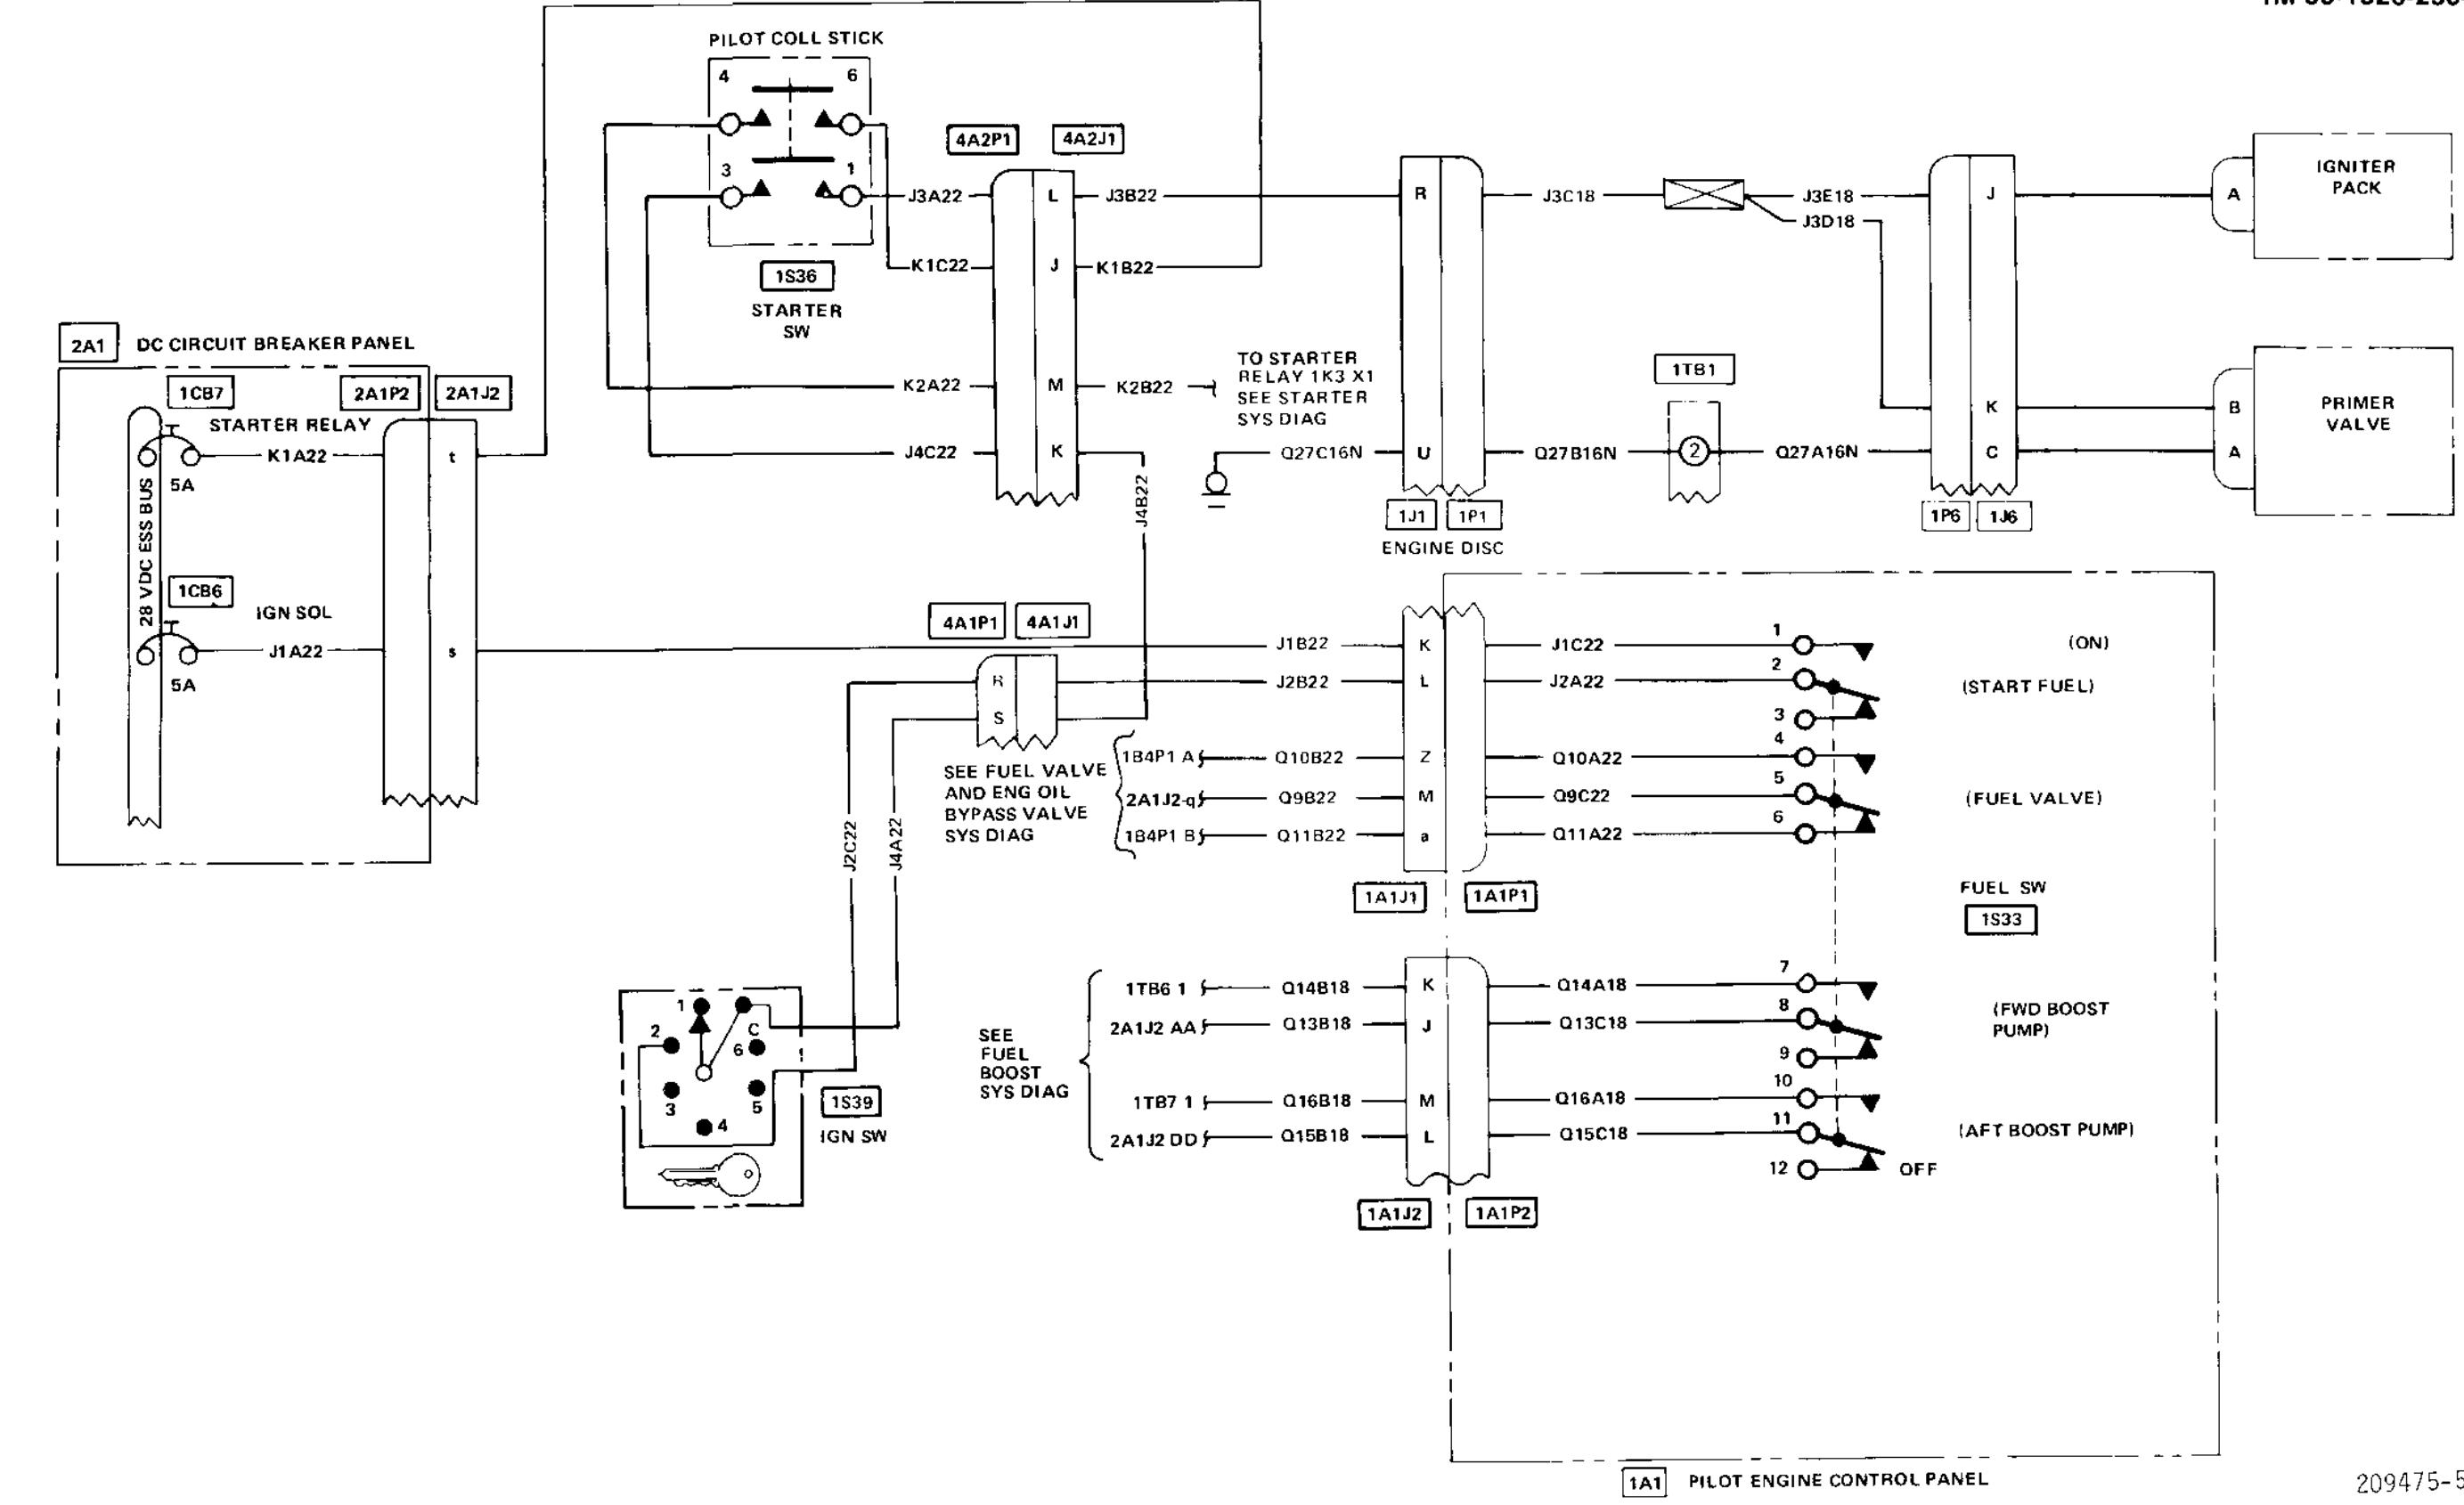 PILOT COLL STICK
4
6
3
1
1S36
STARTER
SW
4A2P1
4A2J1
J3A22
L
J3B22
K1C22
J
K1B22
K2A22
M
K2B22
J4C22
K
J4B22
TO STARTER
RELAY 1K3 X1
SEE STARTER
SYS DIAG
R
J3C18
J3E18
J3D18
J
A
IGNITER
PACK
1TB1
Q27C16N
U
Q27B16N
2
Q27A16N
K
C
B
A
PRIMER
VALVE
1J1
1P1
ENGINE DISC
1P6
1J6
2A1
DC CIRCUIT BREAKER PANEL
1CB7
2A1P2
2A1J2
STARTER RELAY
K1A22
t
5A
28 VDC ESS BUS
1CB6
IGN SOL
J1A22
s
5A
4A1P1
4A1J1
R
S
J1B22
K
J1C22
1
(ON)
J2B22
L
J2A22
2
(START FUEL)
3
SEE FUEL VALVE
AND ENG OIL
BYPASS VALVE
SYS DIAG
1B4P1 A
Q10B22
Z
Q10A22
4
2A1J2-q
Q9B22
M
Q9C22
5
(FUEL VALVE)
1B4P1 B
Q11B22
a
Q11A22
6
J2C22
J4A22
1A1J1
1A1P1
FUEL SW
1S33
1
2
C
6
3
5
4
1S39
IGN SW
SEE
FUEL
BOOST
SYS DIAG
1TB6 1
Q14B18
K
Q14A18
7
2A1J2 AA
Q13B18
J
Q13C18
8
(FWD BOOST
PUMP)
9
1TB7 1
Q16B18
M
Q16A18
10
2A1J2 DD
Q15B18
L
Q15C18
11
(AFT BOOST PUMP)
12
OFF
1A1J2
1A1P2
1A1
PILOT ENGINE CONTROL PANEL